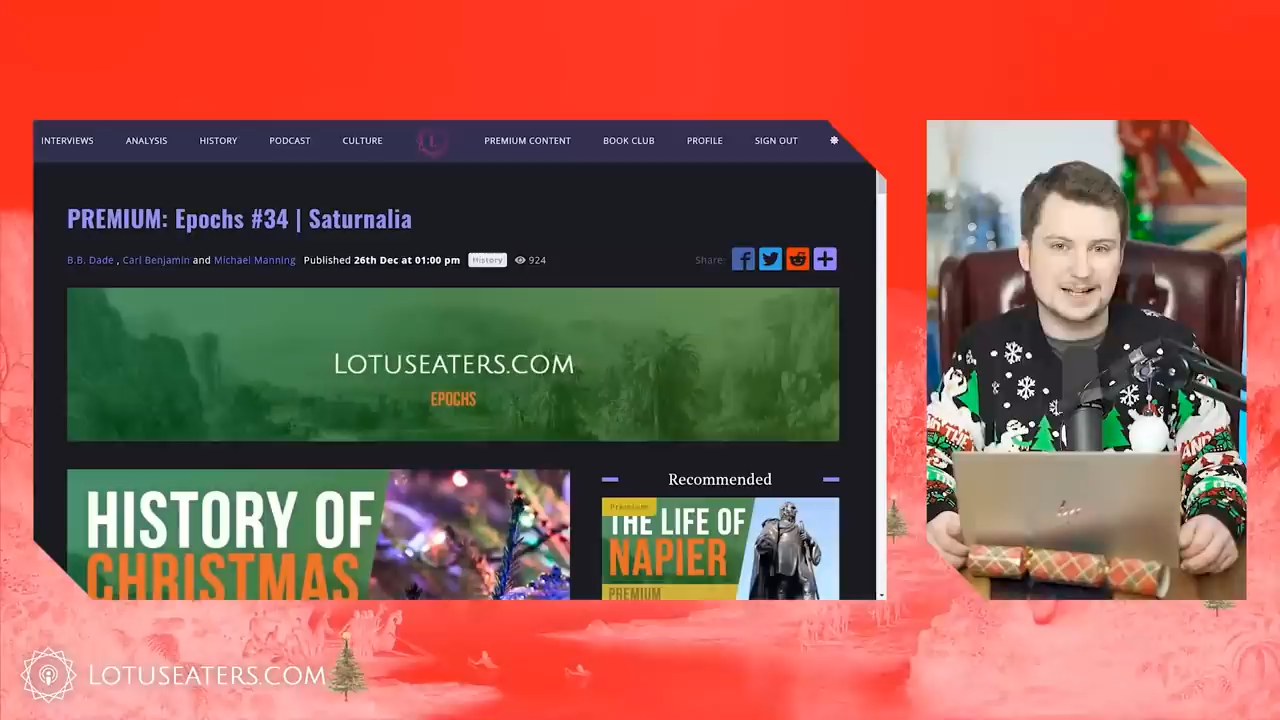 INTERVIEWS ANALYSIS HISTORY PODCAST CULTURE L PREMIUM CONTENT BOOK CLUB PROFILE SIGN OUT
PREMIUM: Epochs #34 | Saturnalia
B.B. Dade , Carl Benjamin and Michael Manning Published 26th Dec at 01:00 pm History 924 Share:
LOTUSEATERS.COM
EPOCHS
HISTORY OF
CHRISTMAS
Recommended
Premium
THE LIFE OF
NAPIER
PREMIUM
LOTUSEATERS.COM